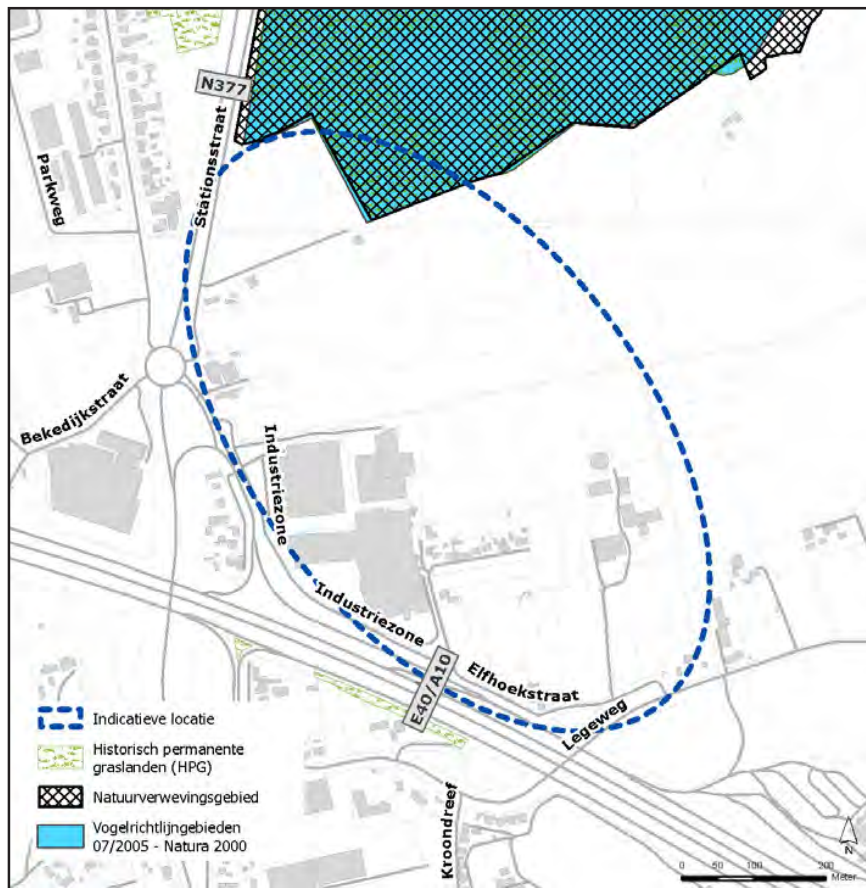 N377
Stationsstraat
Parkweg
Bekedijkstraat
Industriezone
Industriezone
E40/A10
Elfhoekstraat
Legeweg
Kroondreef
Indicatieve locatie
Historisch permanente
graslanden (HPG)
Natuurverwevingsgebied
Vogelrichtlijngebieden
07/2005 - Natura 2000
N
0 50 100 200
Meter